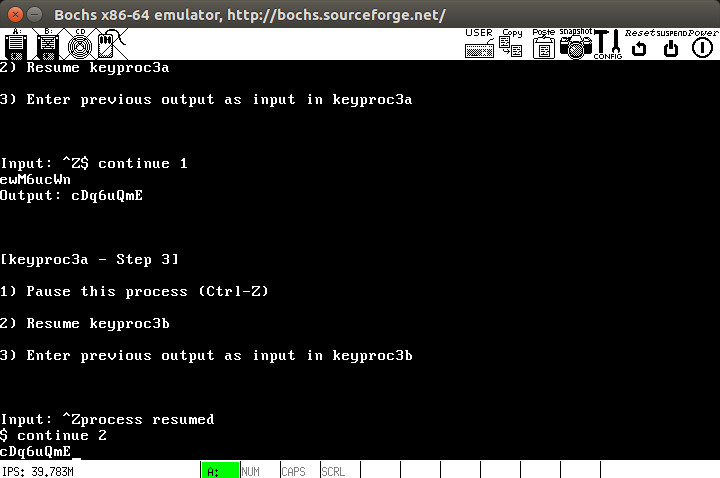 Bochs x86-64 emulator, http://bochs.sourceforge.net/
A: B: CD USER Copy Paste snapshot CONFIG Reset SUSPEND Power
2) Resume keyproc3a
3) Enter previous output as input in keyproc3a
Input: ^Z$ continue 1
ewM6ucWn
Output: cDq6uQmE
[keyproc3a - Step 3]
1) Pause this process (Ctrl-Z)
2) Resume keyproc3b
3) Enter previous output as input in keyproc3b
Input: ^Zprocess resumed
$ continue 2
cDq6uQmE_
IPS: 39.783M A: NUM CAPS SCRL